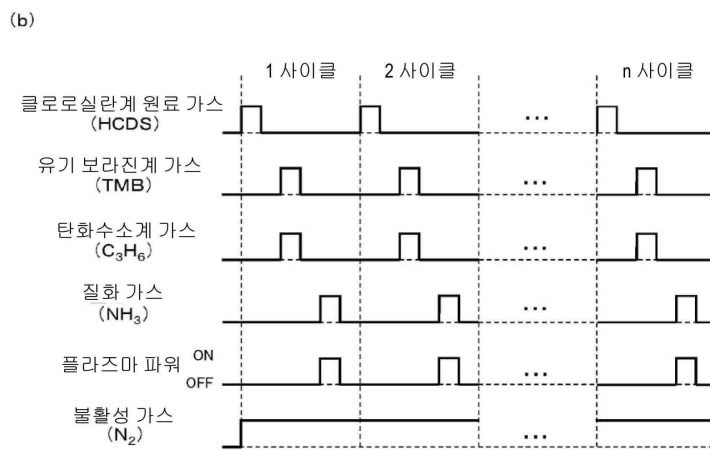 (b)
1 사이클 2 사이클 n 사이클
클로로실란계 원료 가스
(HCDS)
...
유기 보라진계 가스
(TMB)
...
탄화수소계 가스
(C₃H₆)
...
질화 가스
(NH₃)
...
플라즈마 파워 ON
OFF
...
불활성 가스
(N₂)
...